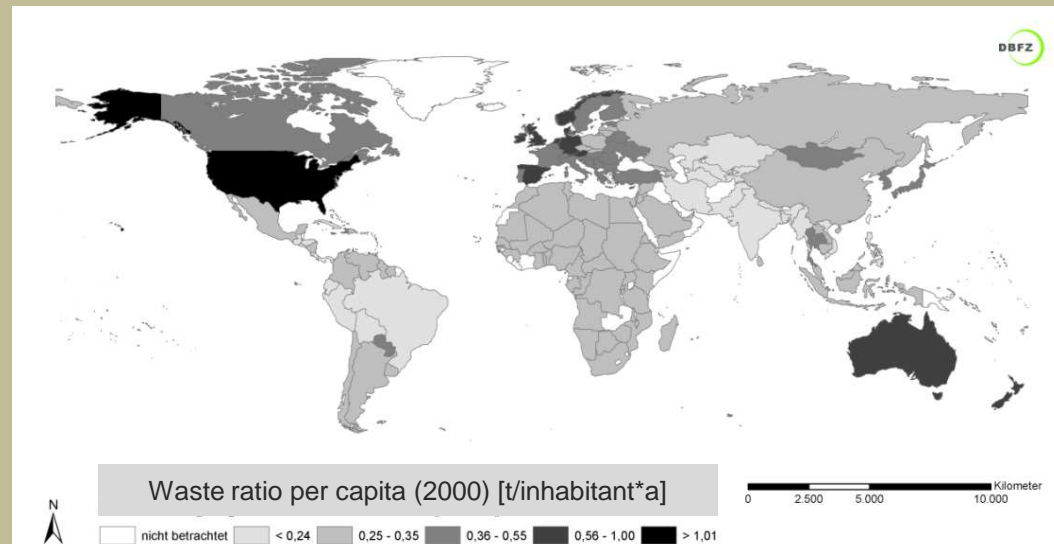 DBFZ
Waste ratio per capita (2000) [t/inhabitant*a]
N
nicht betrachtet < 0,24 0,25 - 0,35 0,36 - 0,55 0,56 - 1,00 > 1,01
Kilometer
0 2.500 5.000 10.000